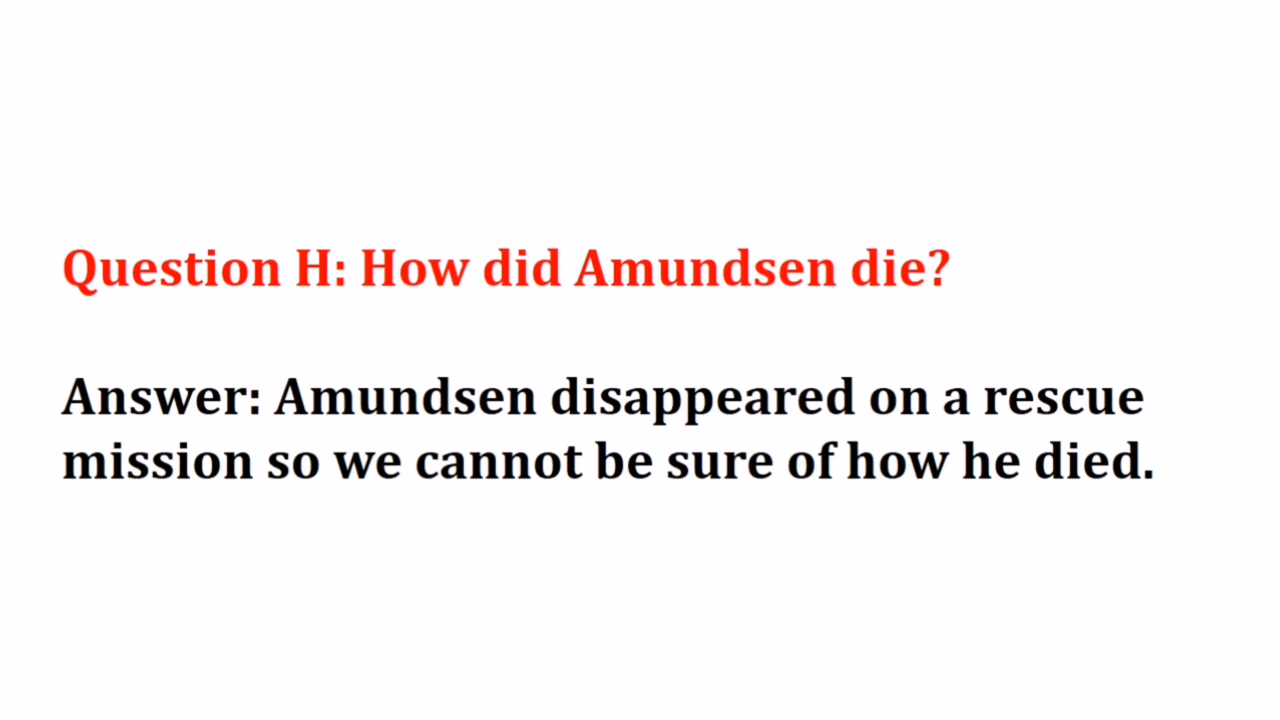 Question H: How did Amundsen die?
Answer: Amundsen disappeared on a rescue
mission so we cannot be sure of how he died.